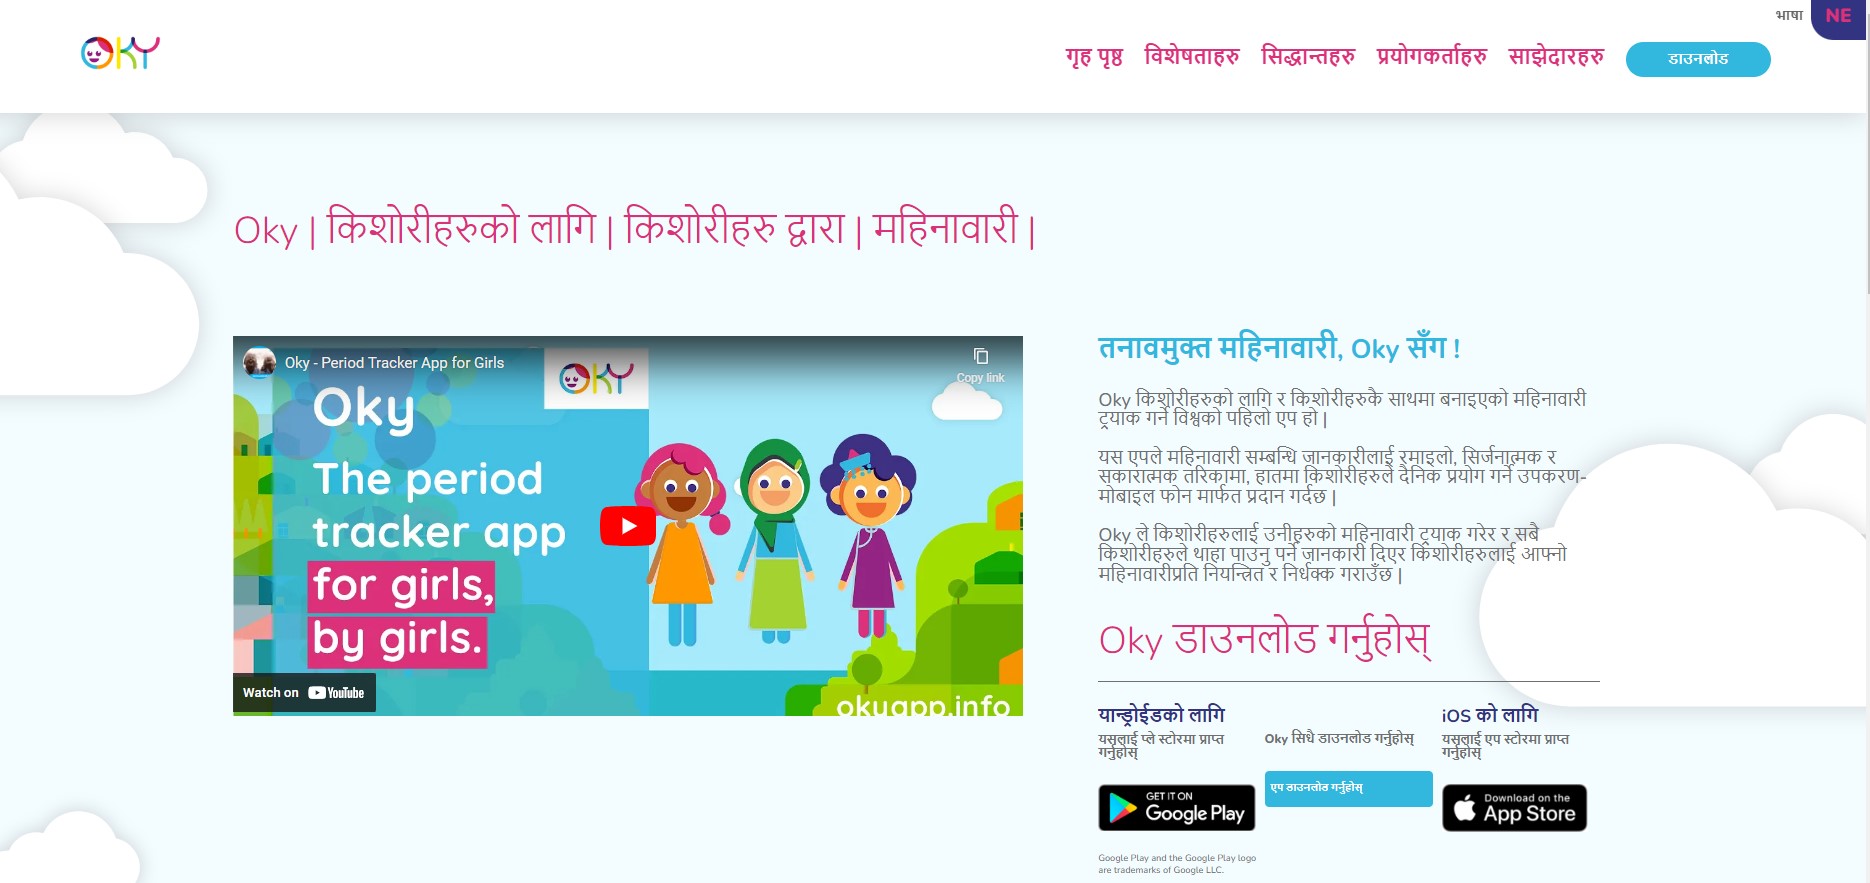 भाषा NE
OKY
गृह पृष्ठ विशेषताहरु सिद्धान्तहरु प्रयोगकर्ताहरु साझेदारहरु डाउनलोड
Oky | किशोरीहरुको लागि | किशोरीहरु द्वारा | महिनावारी |
Oky - Period Tracker App for Girls
Copy link
OKY
Oky
The period
tracker app
for girls,
by girls.
Watch on YouTube
okyapp.info
तनावमुक्त महिनावारी, Oky सँग !
Oky किशोरीहरुको लागि र किशोरीहरुकै साथमा बनाइएको महिनावारी
ट्रयाक गर्ने विश्वको पहिलो एप हो |
यस एपले महिनावारी सम्बन्धि जानकारीलाई रमाइलो, सिर्जनात्मक र
सकारात्मक तरिकामा, हातमा किशोरीहरुले दैनिक प्रयोग गर्ने उपकरण-
मोबाइल फोन मार्फत प्रदान गर्दछ |
Oky ले किशोरीहरुलाई उनीहरुको महिनावारी ट्रयाक गरेर र सबै
किशोरीहरुले थाहा पाउनु पर्ने जानकारी दिएर किशोरीहरुलाई आफ्नो
महिनावारीप्रति नियन्त्रित र निर्धक्क गराउँछ |
Oky डाउनलोड गर्नुहोस्
यान्ड्रोईडको लागि
यसलाई प्ले स्टोरमा प्राप्त
गर्नुहोस्
GET IT ON
Google Play
Oky सिधै डाउनलोड गर्नुहोस्
एप डाउनलोड गर्नुहोस्
iOS को लागि
यसलाई एप स्टोरमा प्राप्त
गर्नुहोस्
Download on the
App Store
Google Play and the Google Play logo
are trademarks of Google LLC.